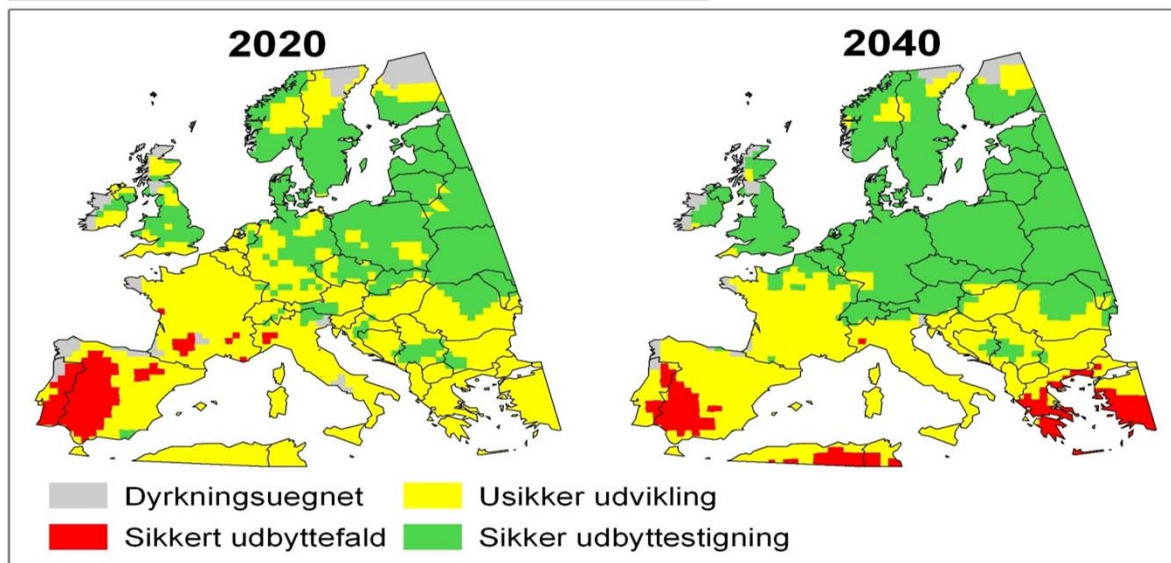 2020
2040
Dyrkningsuegnet
Usikker udvikling
Sikkert udbyttefald
Sikker udbyttestigning